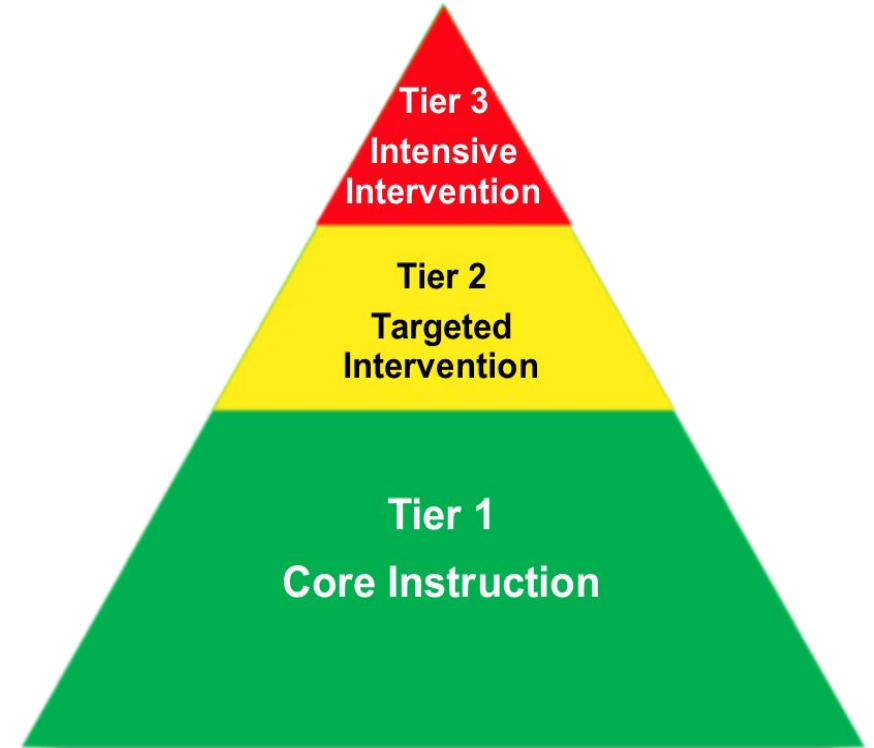 Tier 3
Intensive
Intervention
Tier 2
Targeted
Intervention
Tier 1
Core Instruction